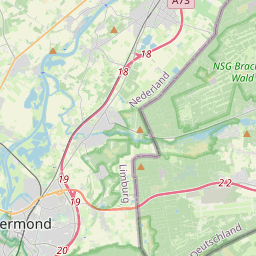 A73
18
NSG Brac
Wald
18
Nederland
Limburg
19
22
19
ermond
20
Deutschland